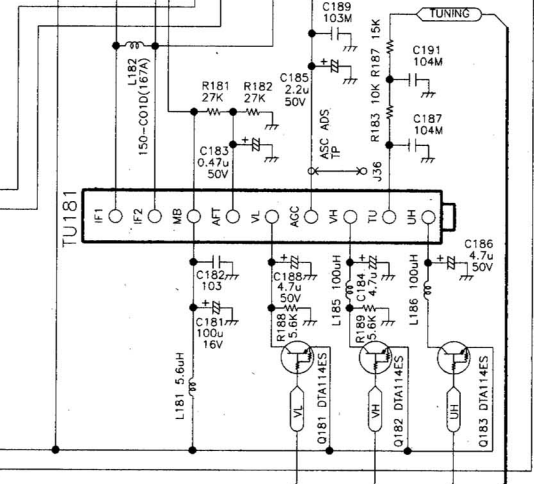 C189
103M
TUNING
R187 15K
C191
104M
L182
150-C01D(167A)
R181
27K
R182
27K
C185
2.2u
50V
R183 10K
C183
0.47u
50V
ASC ADS
TP
C187
104M
J36
TU181
IF1
IF2
MB
AFT
VL
AGC
VH
TU
UH
C182
103
C188
4.7u
50V
L185 100uH
C184
4.7u
L186 100uH
C186
4.7u
50V
C181
100u
16V
R188
5.6K
R189
5.6K
L181 5.6uH
VL
Q181 DTA114ES
VH
Q182 DTA114ES
UH
Q183 DTA114ES